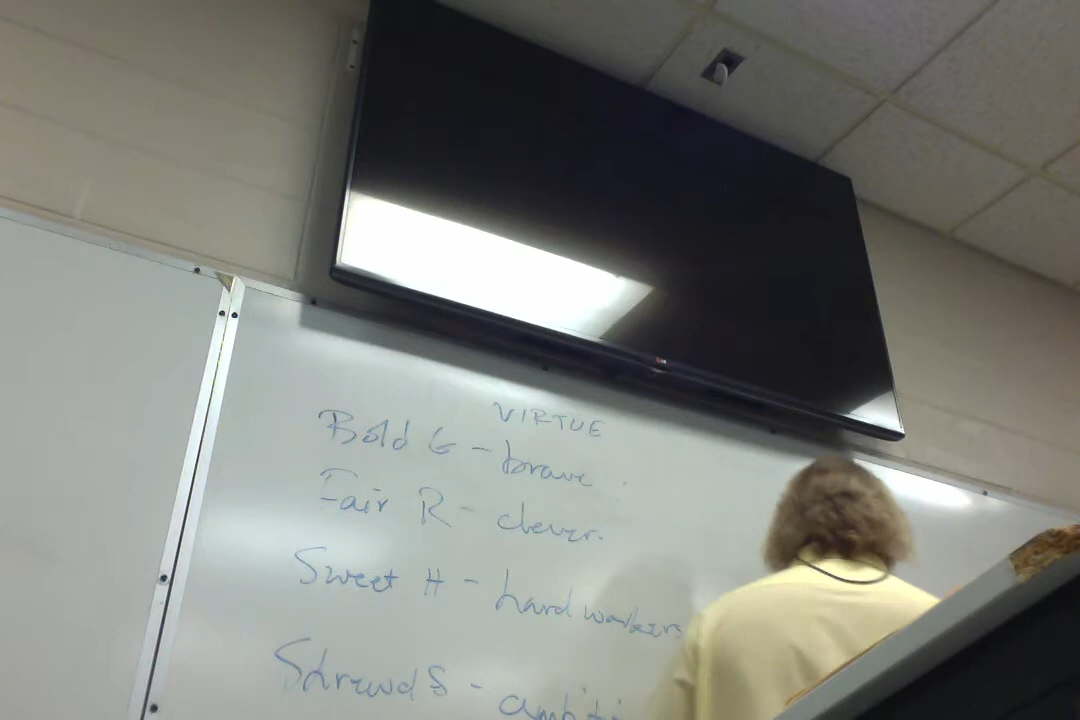 VIRTUE
Bold G - brave.
Fair R - clever.
Sweet H - hard workers
Shrewd S - ambiti